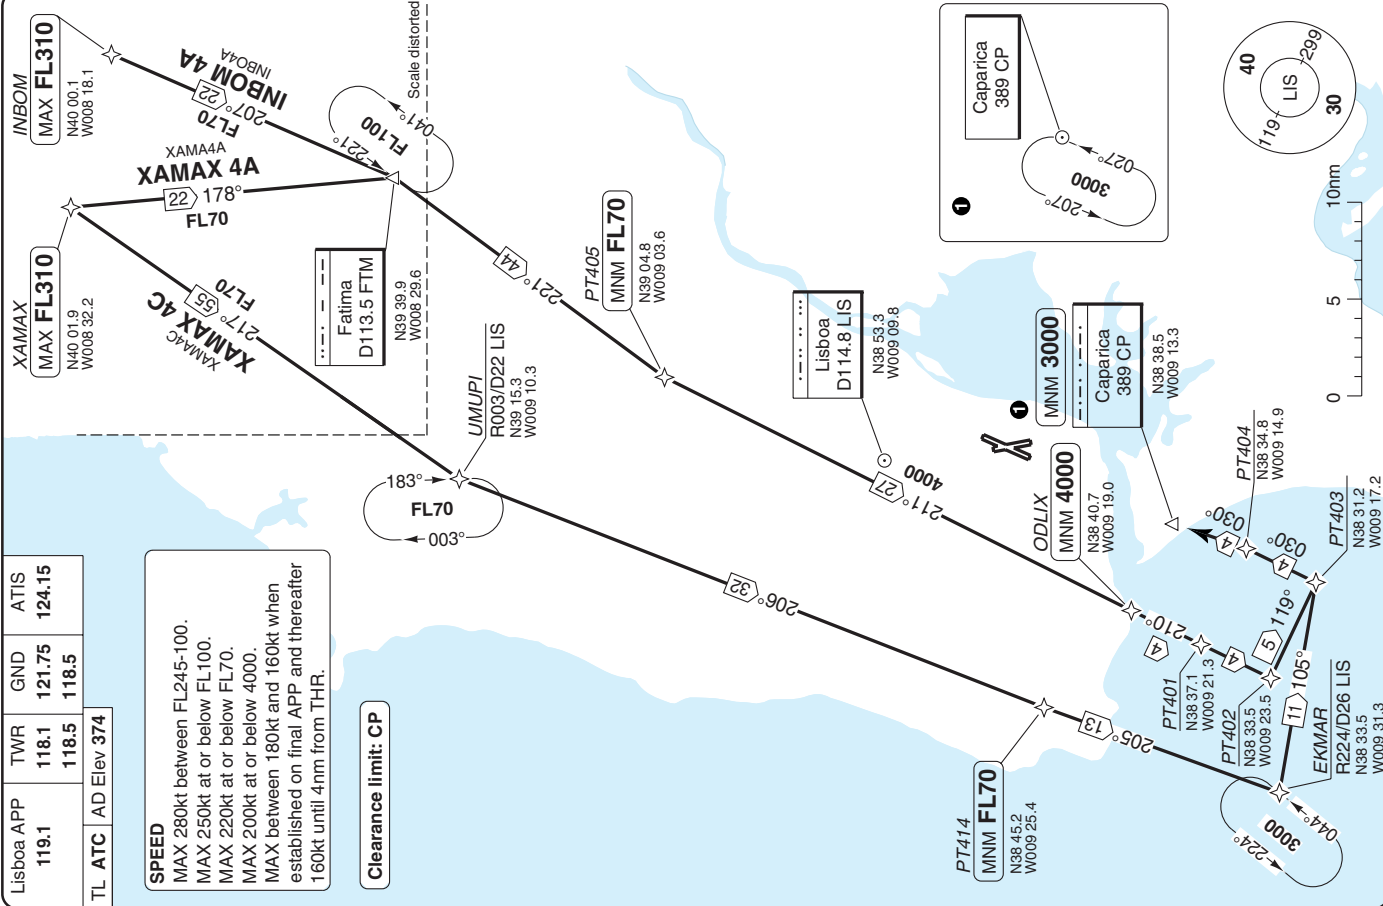 Lisboa APP
119.1
TWR
118.1
118.5
GND
121.75
118.5
ATIS
124.15
TL ATC
AD Elev 374
SPEED
MAX 280kt between FL245-100.
MAX 250kt at or below FL100.
MAX 220kt at or below FL70.
MAX 200kt at or below 4000.
MAX between 180kt and 160kt when
established on final APP and thereafter
160kt until 4nm from THR.
Clearance limit: CP
INBOM
MAX FL310
N40 00.1
W008 18.1
INBOM 4A
INBO4A
22
207°
FL70
XAMAX
MAX FL310
N40 01.9
W008 32.2
XAMA4A
XAMAX 4A
22
178°
FL70
XAMAX 4C
XAMA4C
55
217°
FL70
Scale distorted
221°
041°
FL100
Fatima
D113.5 FTM
N39 39.9
W008 29.6
44
221°
PT405
MNM FL70
N39 04.8
W009 03.6
UMUPI
R003/D22 LIS
N39 15.3
W009 10.3
183°
FL70
003°
32
206°
27
211°
4000
Lisboa
D114.8 LIS
N38 53.3
W009 09.8
1
MNM 3000
Caparica
389 CP
N38 38.5
W009 13.3
ODLIX
MNM 4000
N38 40.7
W009 19.0
210°
4
PT401
N38 37.1
W009 21.3
4
PT402
N38 33.5
W009 23.5
5
119°
PT403
N38 31.2
W009 17.2
030°
4
PT404
N38 34.8
W009 14.9
030°
4
PT414
MNM FL70
N38 45.2
W009 25.4
13
205°
11
105°
EKMAR
R224/D26 LIS
N38 33.5
W009 31.3
224°
044°
3000
1
Caparica
389 CP
207°
027°
3000
40
LIS
119
299
30
0
5
10nm